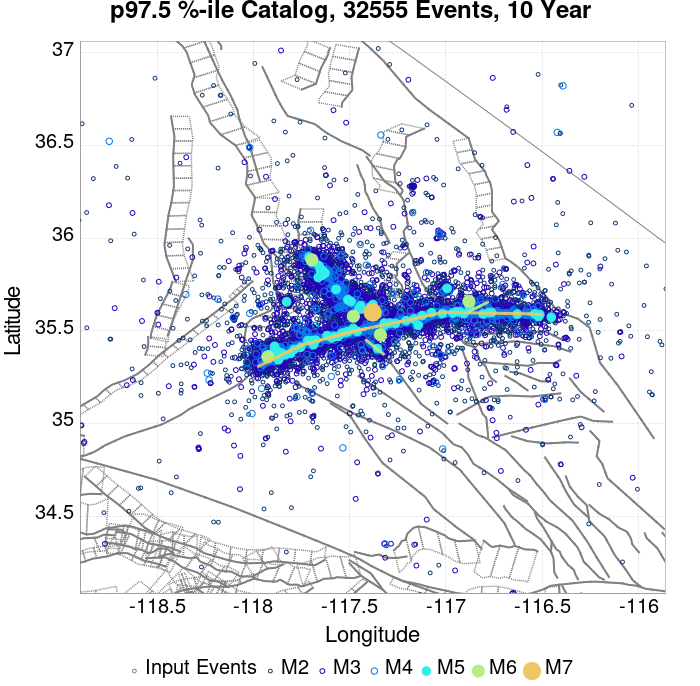 p97.5 %-ile Catalog, 32555 Events, 10 Year
37
36.5
36
35.5
35
34.5
Latitude
-118.5 -118 -117.5 -117 -116.5 -116
Longitude
Input Events M2 M3 M4 M5 M6 M7